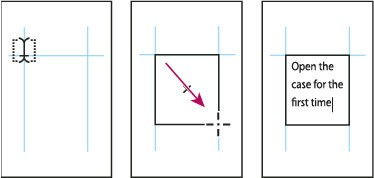 Open the
case for the
first time